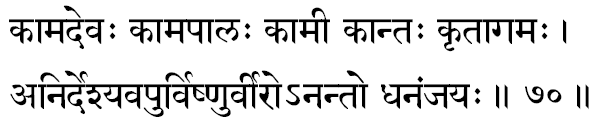 कामदेवः कामपालः कामी कान्तः कृतागमः।
अनिर्देश्यवपुर्विष्णुर्वीरोऽनन्तो धनंजयः॥ ७०॥